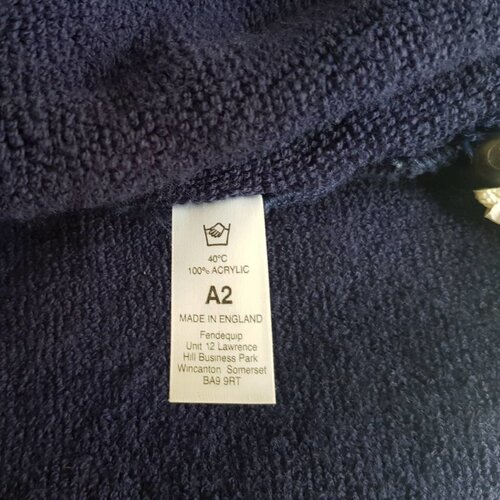 40°C
100% ACRYLIC
A2
MADE IN ENGLAND
Fendequip
Unit 12 Lawrence
Hill Business Park
Wincanton Somerset
BA9 9RT